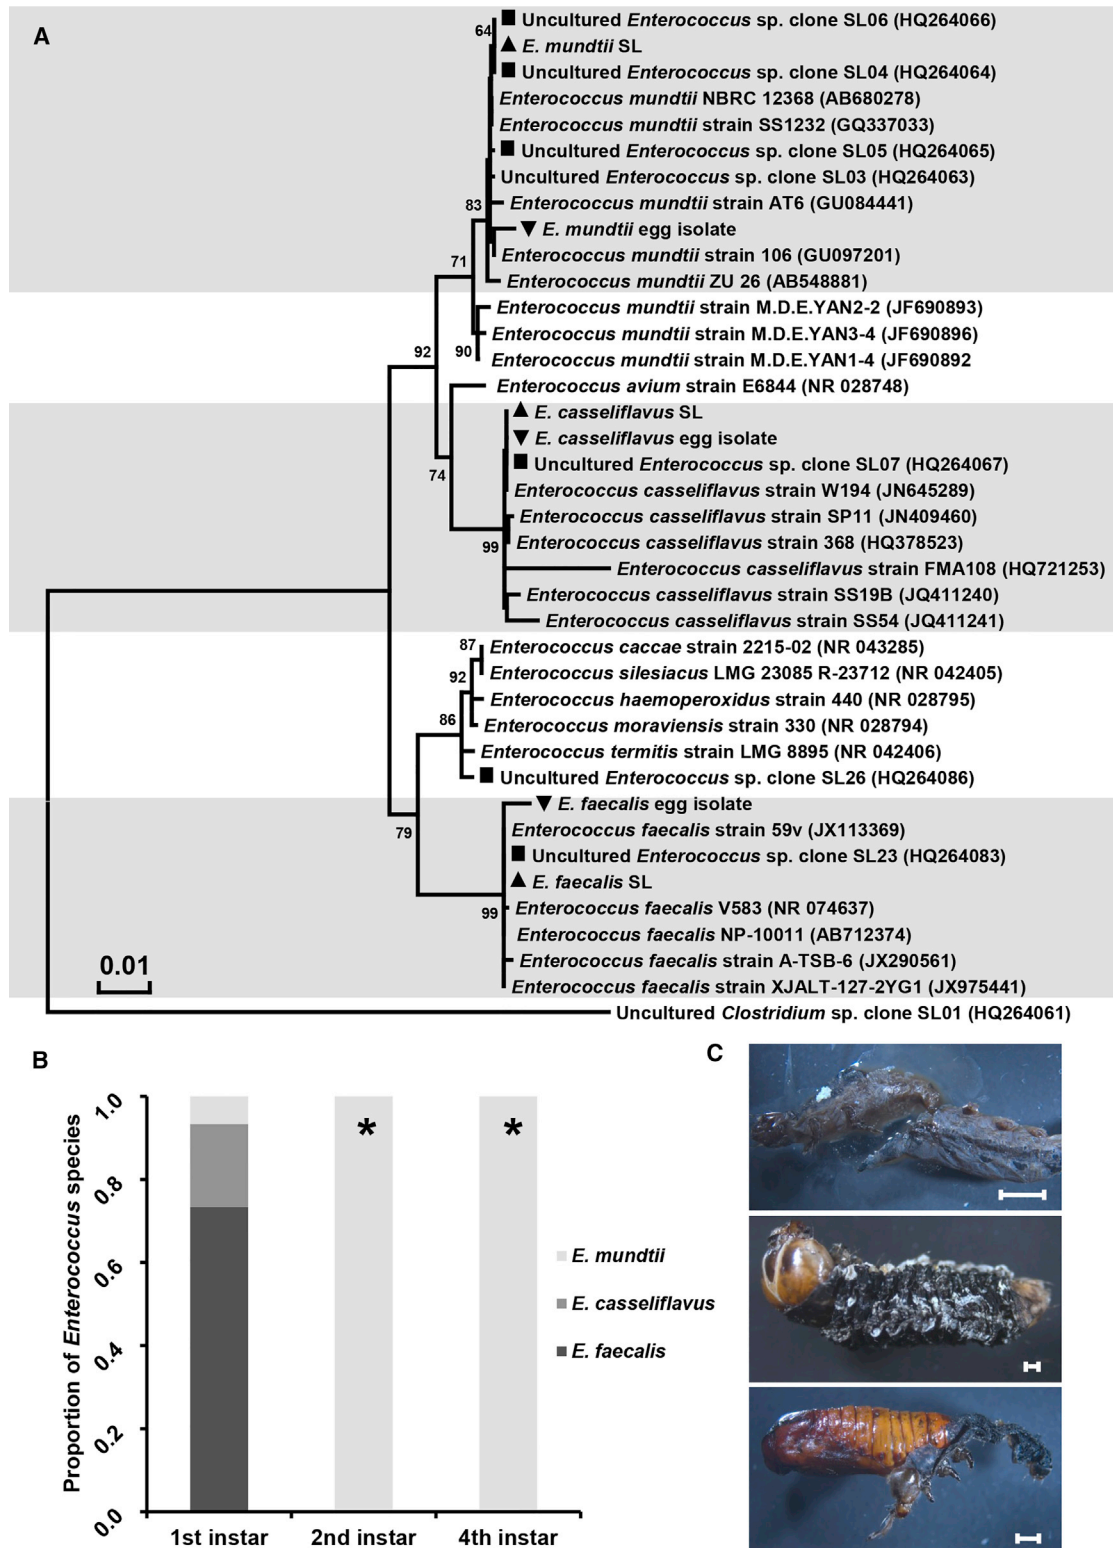 A
Uncultured Enterococcus sp. clone SL06 (HQ264066)
64
E. mundtii SL
Uncultured Enterococcus sp. clone SL04 (HQ264064)
Enterococcus mundtii NBRC 12368 (AB680278)
Enterococcus mundtii strain SS1232 (GQ337033)
Uncultured Enterococcus sp. clone SL05 (HQ264065)
Uncultured Enterococcus sp. clone SL03 (HQ264063)
Enterococcus mundtii strain AT6 (GU084441)
83
E. mundtii egg isolate
Enterococcus mundtii strain 106 (GU097201)
71
Enterococcus mundtii ZU 26 (AB548881)
Enterococcus mundtii strain M.D.E.YAN2-2 (JF690893)
Enterococcus mundtii strain M.D.E.YAN3-4 (JF690896)
92
90
Enterococcus mundtii strain M.D.E.YAN1-4 (JF690892
Enterococcus avium strain E6844 (NR 028748)
E. casseliflavus SL
E. casseliflavus egg isolate
Uncultured Enterococcus sp. clone SL07 (HQ264067)
74
Enterococcus casseliflavus strain W194 (JN645289)
Enterococcus casseliflavus strain SP11 (JN409460)
Enterococcus casseliflavus strain 368 (HQ378523)
99
Enterococcus casseliflavus strain FMA108 (HQ721253)
Enterococcus casseliflavus strain SS19B (JQ411240)
Enterococcus casseliflavus strain SS54 (JQ411241)
87
Enterococcus caccae strain 2215-02 (NR 043285)
Enterococcus silesiacus LMG 23085 R-23712 (NR 042405)
92
Enterococcus haemoperoxidus strain 440 (NR 028795)
86
Enterococcus moraviensis strain 330 (NR 028794)
Enterococcus termitis strain LMG 8895 (NR 042406)
Uncultured Enterococcus sp. clone SL26 (HQ264086)
E. faecalis egg isolate
79
Enterococcus faecalis strain 59v (JX113369)
Uncultured Enterococcus sp. clone SL23 (HQ264083)
E. faecalis SL
99
Enterococcus faecalis V583 (NR 074637)
Enterococcus faecalis NP-10011 (AB712374)
Enterococcus faecalis strain A-TSB-6 (JX290561)
0.01
Enterococcus faecalis strain XJALT-127-2YG1 (JX975441)
Uncultured Clostridium sp. clone SL01 (HQ264061)
B
Proportion of Enterococcus species
1.0
0.8
0.6
0.4
0.2
0.0
*
*
1st instar
2nd instar
4th instar
E. mundtii
E. casseliflavus
E. faecalis
C